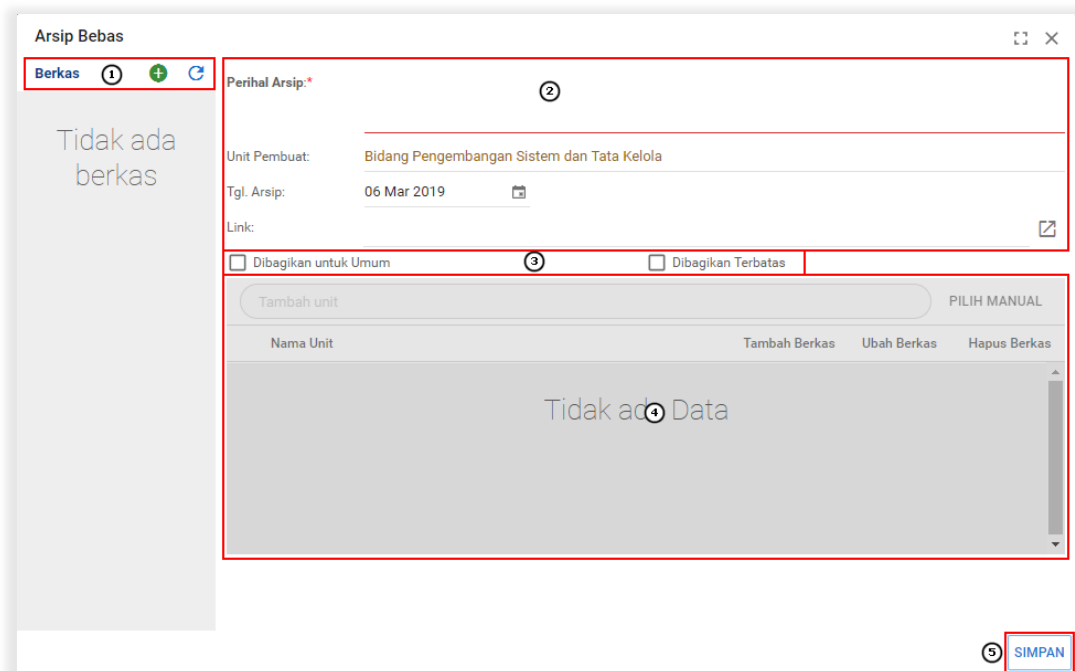 Arsip Bebas
Berkas 1
Tidak ada
berkas
Perihal Arsip:*
2
Unit Pembuat: Bidang Pengembangan Sistem dan Tata Kelola
Tgl. Arsip: 06 Mar 2019
Link:
Dibagikan untuk Umum 3 Dibagikan Terbatas
Tambah unit PILIH MANUAL
Nama Unit Tambah Berkas Ubah Berkas Hapus Berkas
Tidak ada Data
4
5 SIMPAN